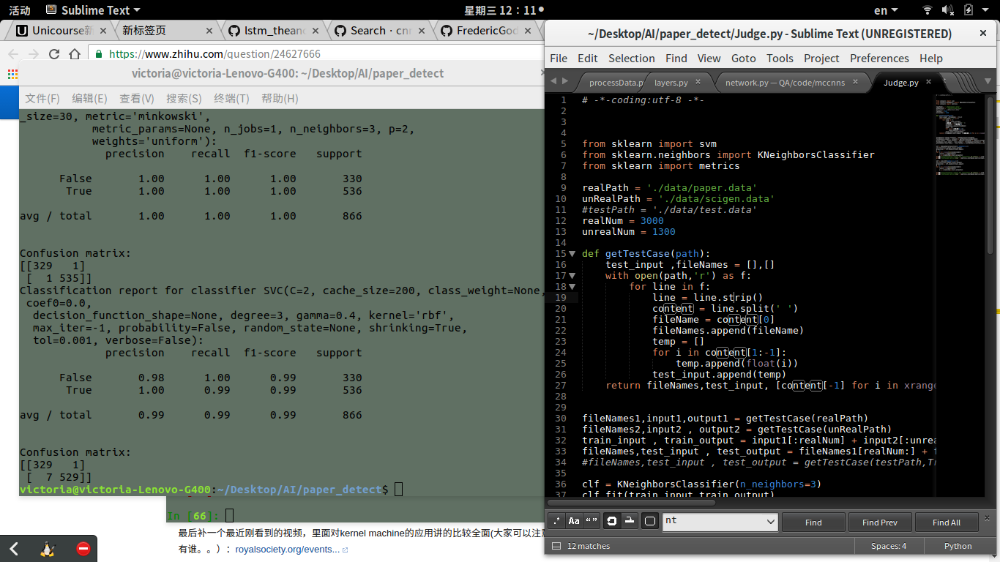 活动 Sublime Text 星期三 12：11 en
Unicourse新 新标签页 lstm_thean Search · cnn FredericGod
https://www.zhihu.com/question/24627666
victoria@victoria-Lenovo-G400: ~/Desktop/AI/paper_detect
文件(F) 编辑(E) 查看(V) 搜索(S) 终端(T) 帮助(H)
_size=30, metric='minkowski',
metric_params=None, n_jobs=1, n_neighbors=3, p=2,
weights='uniform'):
precision recall f1-score support
False 1.00 1.00 1.00 330
True 1.00 1.00 1.00 536
avg / total 1.00 1.00 1.00 866
Confusion matrix:
[[329 1]
[ 1 535]]
Classification report for classifier SVC(C=2, cache_size=200, class_weight=None,
coef0=0.0,
decision_function_shape=None, degree=3, gamma=0.4, kernel='rbf',
max_iter=-1, probability=False, random_state=None, shrinking=True,
tol=0.001, verbose=False):
precision recall f1-score support
False 0.98 1.00 0.99 330
True 1.00 0.99 0.99 536
avg / total 0.99 0.99 0.99 866
Confusion matrix:
[[329 1]
[ 7 529]]
victoria@victoria-Lenovo-G400:~/Desktop/AI/paper_detect$
In [66]:
最后补一个最近刚看到的视频，里面对kernel machine的应用讲的比较全面(大家可以注意
有谁。。）：royalsociety.org/events...
~/Desktop/AI/paper_detect/Judge.py - Sublime Text (UNREGISTERED)
File Edit Selection Find View Goto Tools Project Preferences Help
processData.p layers.py network.py — QA/code/mccnns Judge.py
1 # -*-coding:utf-8 -*-
2
3
4
5 from sklearn import svm
6 from sklearn.neighbors import KNeighborsClassifier
7 from sklearn import metrics
8
9 realPath = './data/paper.data'
10 unRealPath = './data/scigen.data'
11 #testPath = './data/test.data'
12 realNum = 3000
13 unrealNum = 1300
14
15 def getTestCase(path):
16 test_input ,fileNames = [],[]
17 with open(path,'r') as f:
18 for line in f:
19 line = line.strip()
20 content = line.split(' ')
21 fileName = content[0]
22 fileNames.append(fileName)
23 temp = []
24 for i in content[1:-1]:
25 temp.append(float(i))
26 test_input.append(temp)
27 return fileNames,test_input, [content[-1] for i in xrange
28
29
30 fileNames1,input1,output1 = getTestCase(realPath)
31 fileNames2,input2 , output2 = getTestCase(unRealPath)
32 train_input , train_output = input1[:realNum] + input2[:unrea
33 fileNames,test_input , test_output = fileNames1[realNum:] + f
34 #fileNames,test_input , test_output = getTestCase(testPath,Tr
35
36 clf = KNeighborsClassifier(n_neighbors=3)
37 clf.fit(train_input,train_output)
.* Aa “” nt Find Find Prev Find All
12 matches Spaces: 4 Python